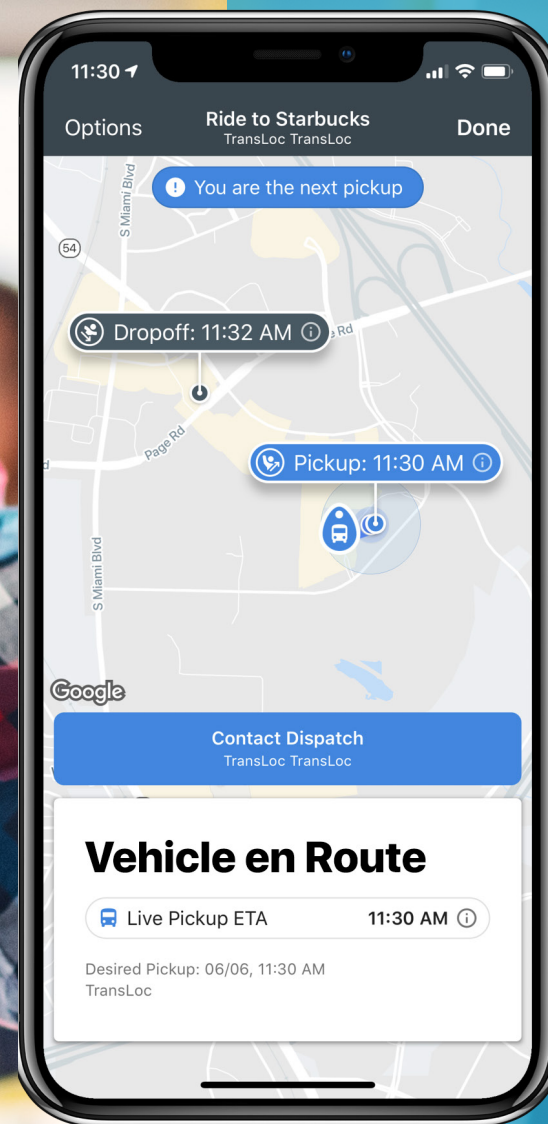 11:30
Options
Ride to Starbucks
TransLoc TransLoc
Done
You are the next pickup
S Miami Blvd
54
Dropoff: 11:32 AM
Rd
Page Rd
Pickup: 11:30 AM
S Miami Blvd
Google
Contact Dispatch
TransLoc TransLoc
Vehicle en Route
Live Pickup ETA
11:30 AM
Desired Pickup: 06/06, 11:30 AM
TransLoc